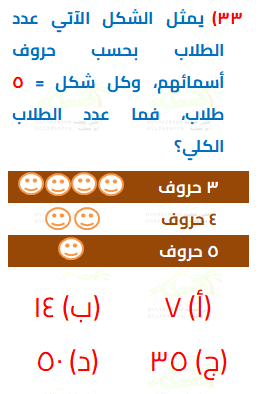 ٣٣) يمثل الشكل الآتي عدد
الطلاب بحسب حروف
أسمائهم، وكل شكل = ٥
طلاب، فما عدد الطلاب
الكلي؟
٣ حروف
٤ حروف
٥ حروف
(أ) ٧ (ب) ١٤
(ج) ٣٥ (د) ٥٠